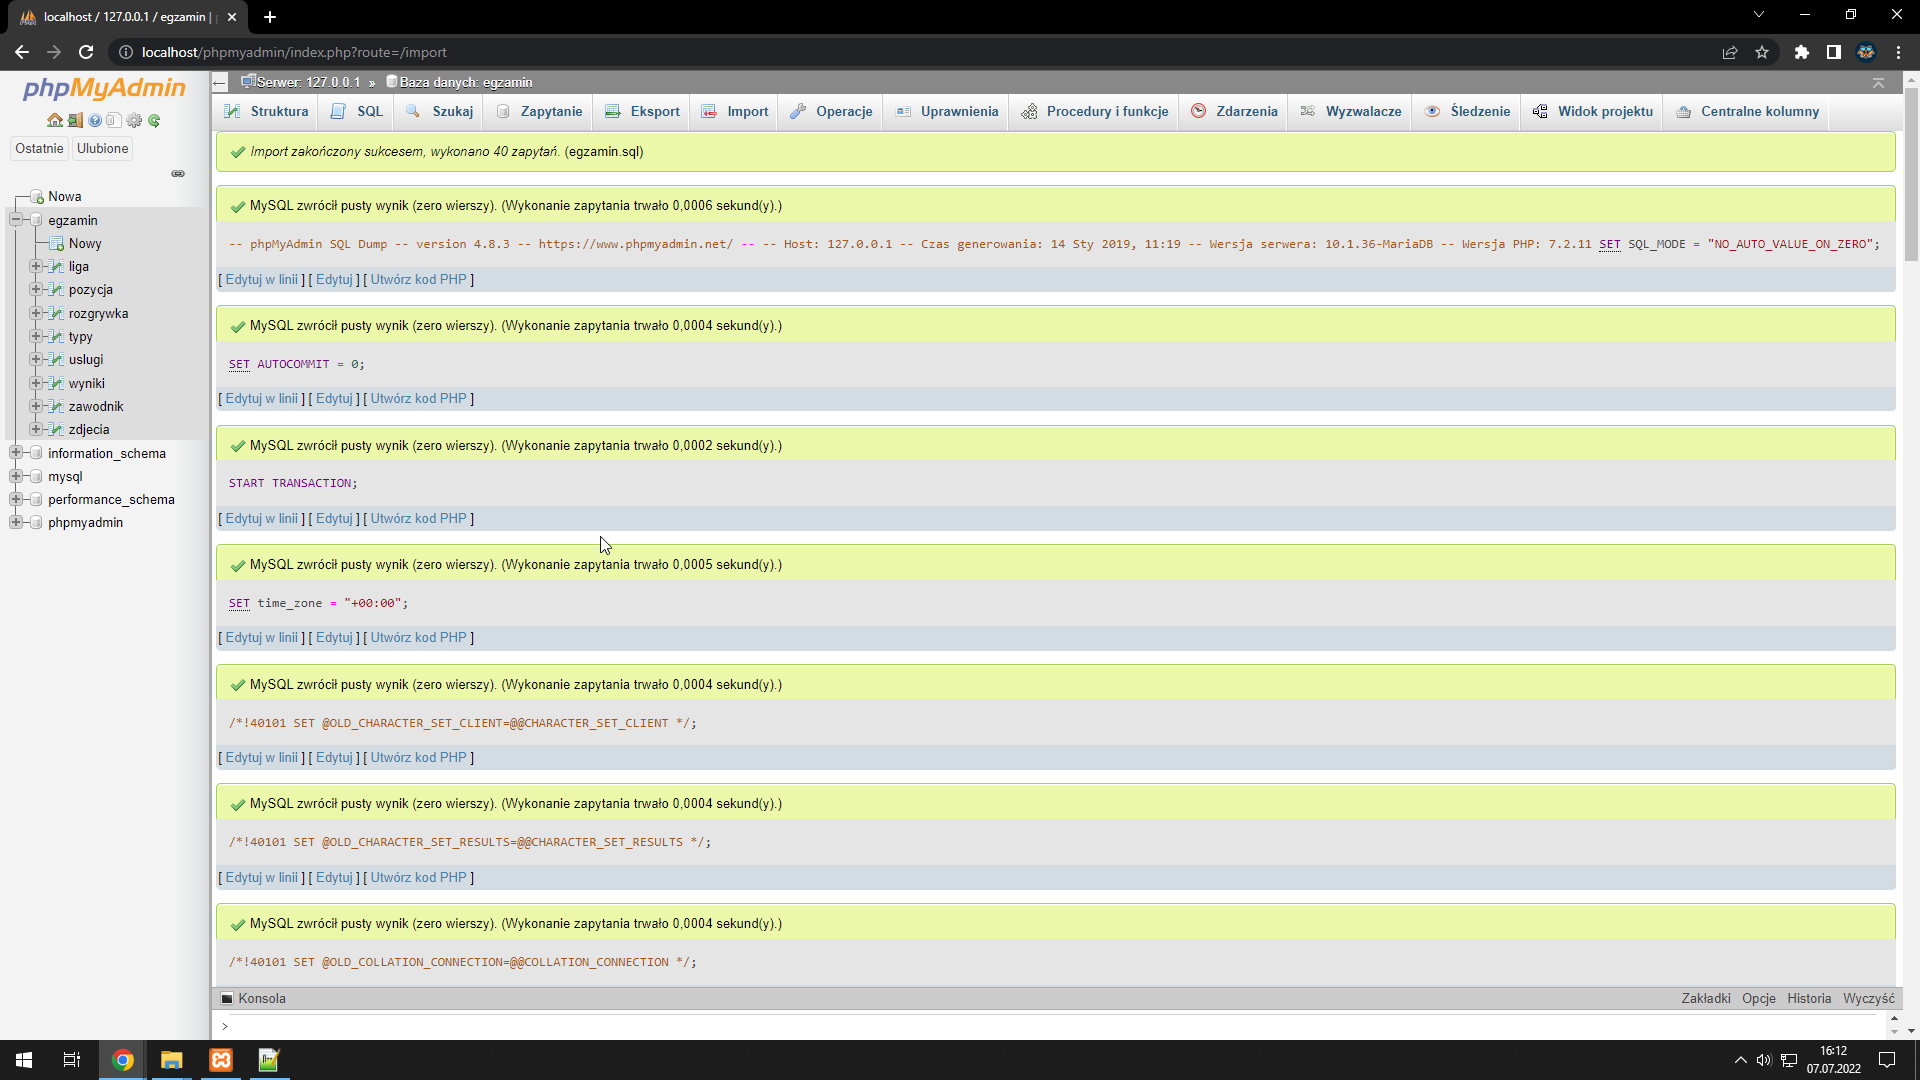 localhost / 127.0.0.1 / egzamin |
localhost/phpmyadmin/index.php?route=/import
phpMyAdmin
Ostatnie
Ulubione
Nowa
egzamin
Nowy
liga
pozycja
rozgrywka
typy
uslugi
wyniki
zawodnik
zdjecia
information_schema
mysql
performance_schema
phpmyadmin
Serwer: 127.0.0.1 » Baza danych: egzamin
Struktura SQL Szukaj Zapytanie Eksport Import Operacje Uprawnienia Procedury i funkcje Zdarzenia Wyzwalacze Śledzenie Widok projektu Centralne kolumny
Import zakończony sukcesem, wykonano 40 zapytań. (egzamin.sql)
MySQL zwrócił pusty wynik (zero wierszy). (Wykonanie zapytania trwało 0,0006 sekund(y).)
-- phpMyAdmin SQL Dump -- version 4.8.3 -- https://www.phpmyadmin.net/ -- -- Host: 127.0.0.1 -- Czas generowania: 14 Sty 2019, 11:19 -- Wersja serwera: 10.1.36-MariaDB -- Wersja PHP: 7.2.11 SET SQL_MODE = "NO_AUTO_VALUE_ON_ZERO";
[ Edytuj w linii ] [ Edytuj ] [ Utwórz kod PHP ]
MySQL zwrócił pusty wynik (zero wierszy). (Wykonanie zapytania trwało 0,0004 sekund(y).)
SET AUTOCOMMIT = 0;
[ Edytuj w linii ] [ Edytuj ] [ Utwórz kod PHP ]
MySQL zwrócił pusty wynik (zero wierszy). (Wykonanie zapytania trwało 0,0002 sekund(y).)
START TRANSACTION;
[ Edytuj w linii ] [ Edytuj ] [ Utwórz kod PHP ]
MySQL zwrócił pusty wynik (zero wierszy). (Wykonanie zapytania trwało 0,0005 sekund(y).)
SET time_zone = "+00:00";
[ Edytuj w linii ] [ Edytuj ] [ Utwórz kod PHP ]
MySQL zwrócił pusty wynik (zero wierszy). (Wykonanie zapytania trwało 0,0004 sekund(y).)
/*!40101 SET @OLD_CHARACTER_SET_CLIENT=@@CHARACTER_SET_CLIENT */;
[ Edytuj w linii ] [ Edytuj ] [ Utwórz kod PHP ]
MySQL zwrócił pusty wynik (zero wierszy). (Wykonanie zapytania trwało 0,0004 sekund(y).)
/*!40101 SET @OLD_CHARACTER_SET_RESULTS=@@CHARACTER_SET_RESULTS */;
[ Edytuj w linii ] [ Edytuj ] [ Utwórz kod PHP ]
MySQL zwrócił pusty wynik (zero wierszy). (Wykonanie zapytania trwało 0,0004 sekund(y).)
/*!40101 SET @OLD_COLLATION_CONNECTION=@@COLLATION_CONNECTION */;
Konsola
Zakładki Opcje Historia Wyczyść
>
16:12
07.07.2022